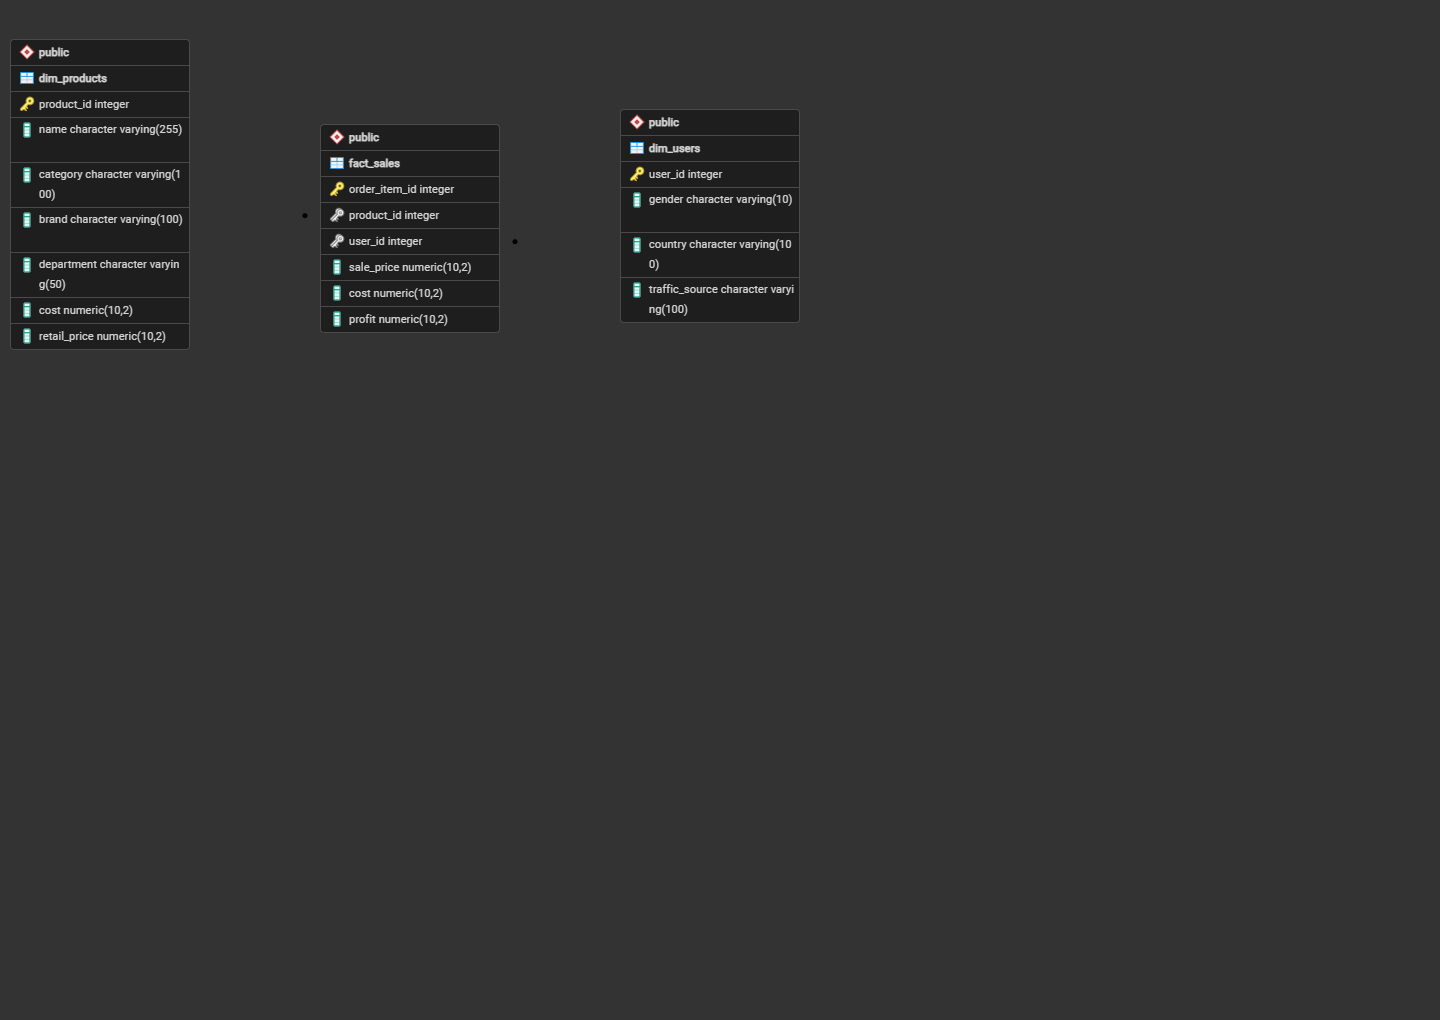 public
dim_products
product_id integer
name character varying(255)
category character varying(1
00)
brand character varying(100)
department character varyin
g(50)
cost numeric(10,2)
retail_price numeric(10,2)
public
fact_sales
order_item_id integer
product_id integer
user_id integer
sale_price numeric(10,2)
cost numeric(10,2)
profit numeric(10,2)
public
dim_users
user_id integer
gender character varying(10)
country character varying(10
0)
traffic_source character varyi
ng(100)